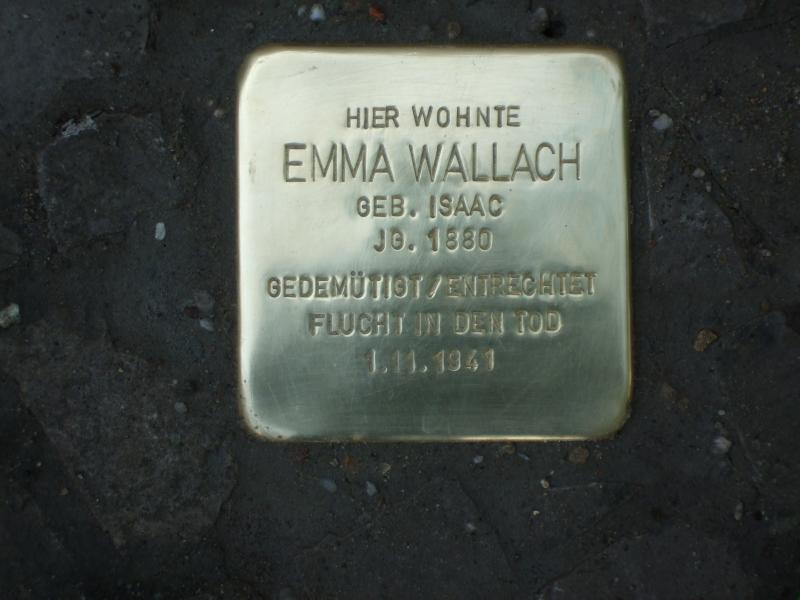 HIER WOHNTE
EMMA WALLACH
GEB. ISAAC
JG. 1880
GEDEMÜTIGT/ENTRECHTET
FLUCHT IN DEN TOD
1.11.1941